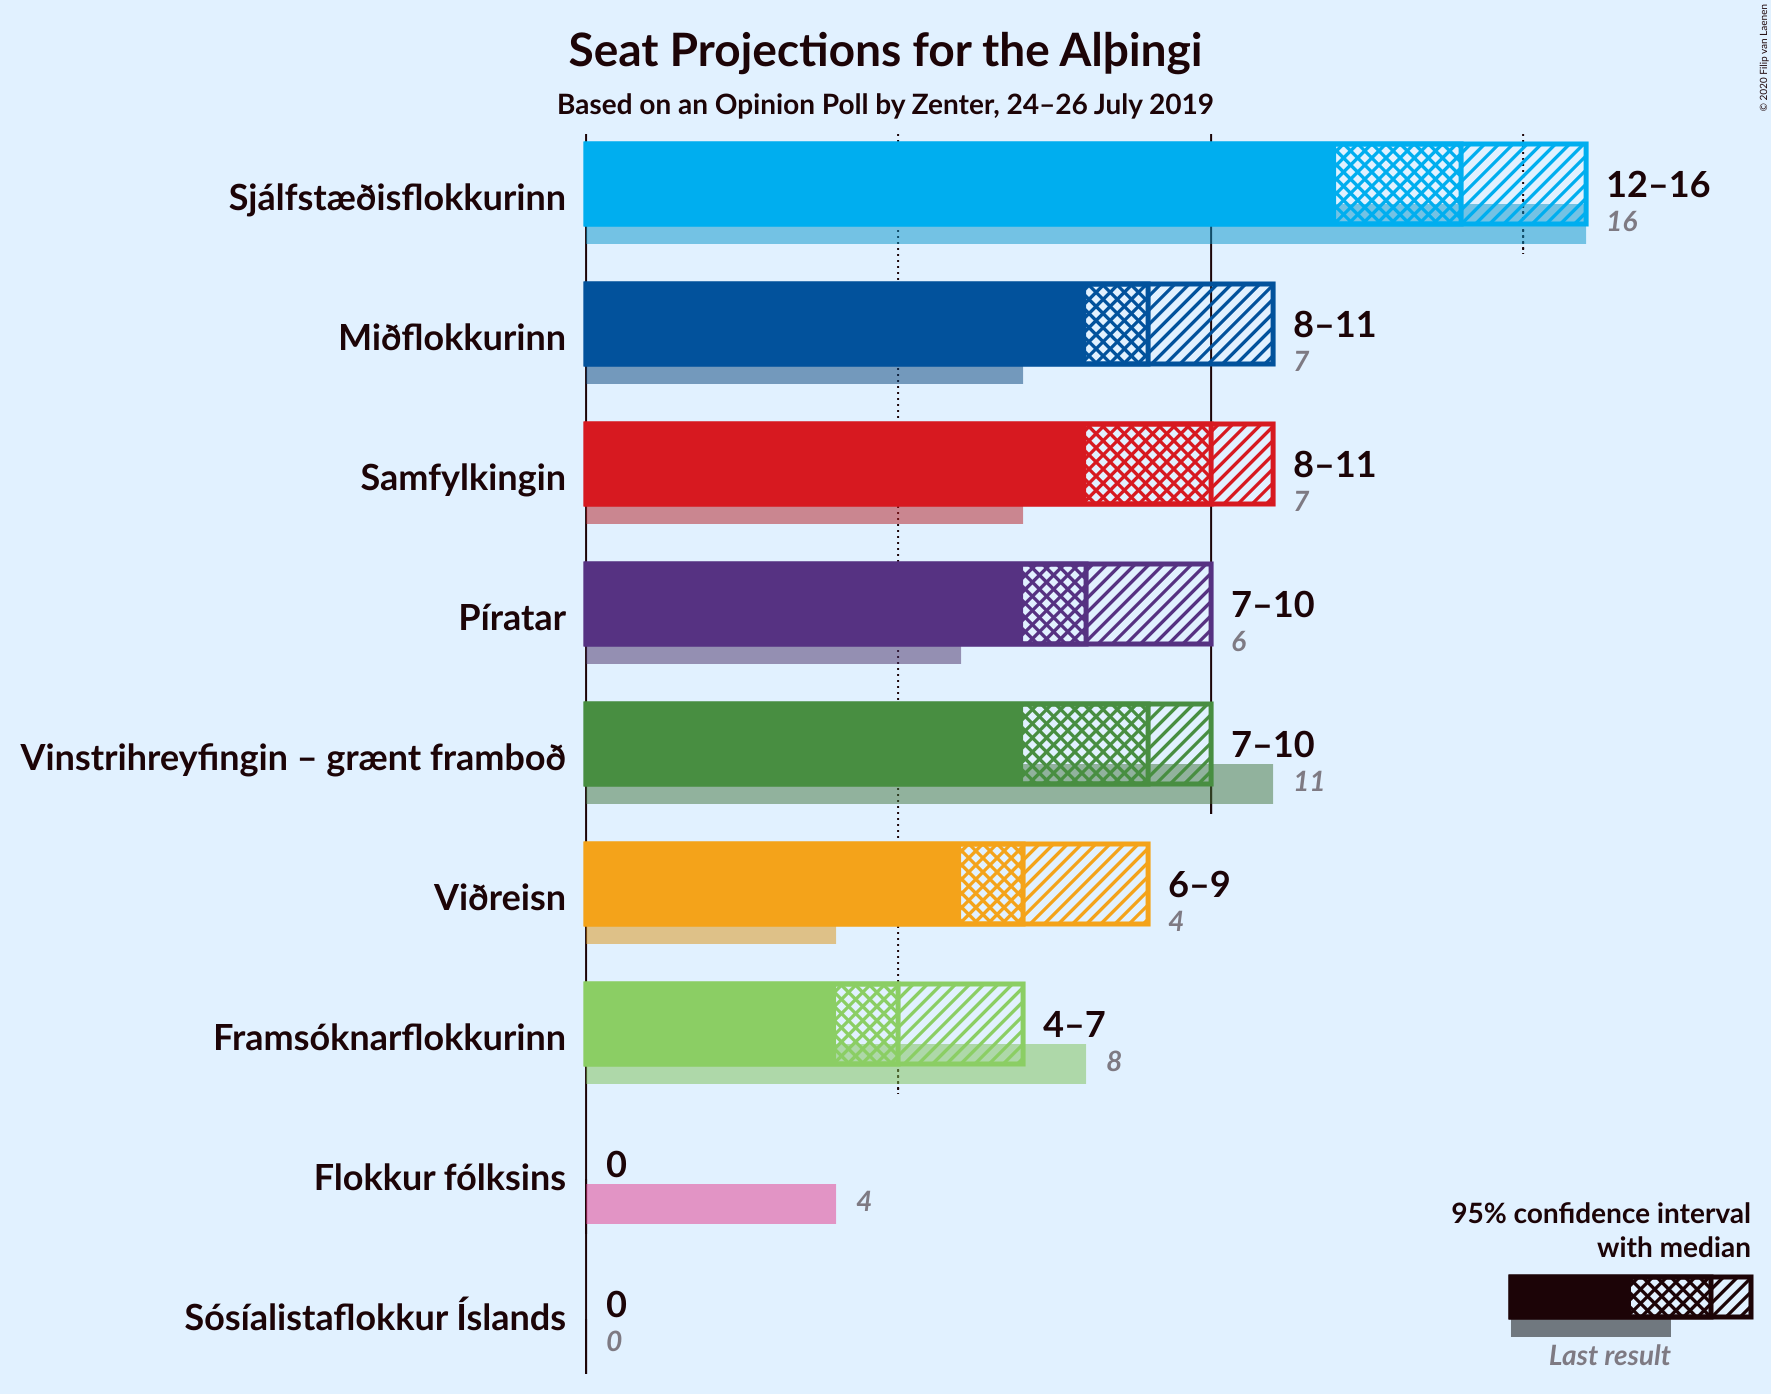 Seat Projections for the Alþingi
Based on an Opinion Poll by Zenter, 24–26 July 2019
© 2020 Filip van Laenen
Sjálfstæðisflokkurinn
12–16
16
Miðflokkurinn
8–11
7
Samfylkingin
8–11
7
Píratar
7–10
6
Vinstrihreyfingin – grænt framboð
7–10
11
Viðreisn
6–9
4
Framsóknarflokkurinn
4–7
8
Flokkur fólksins
0
4
Sósíalistaflokkur Íslands
0
0
95% confidence interval
with median
Last result